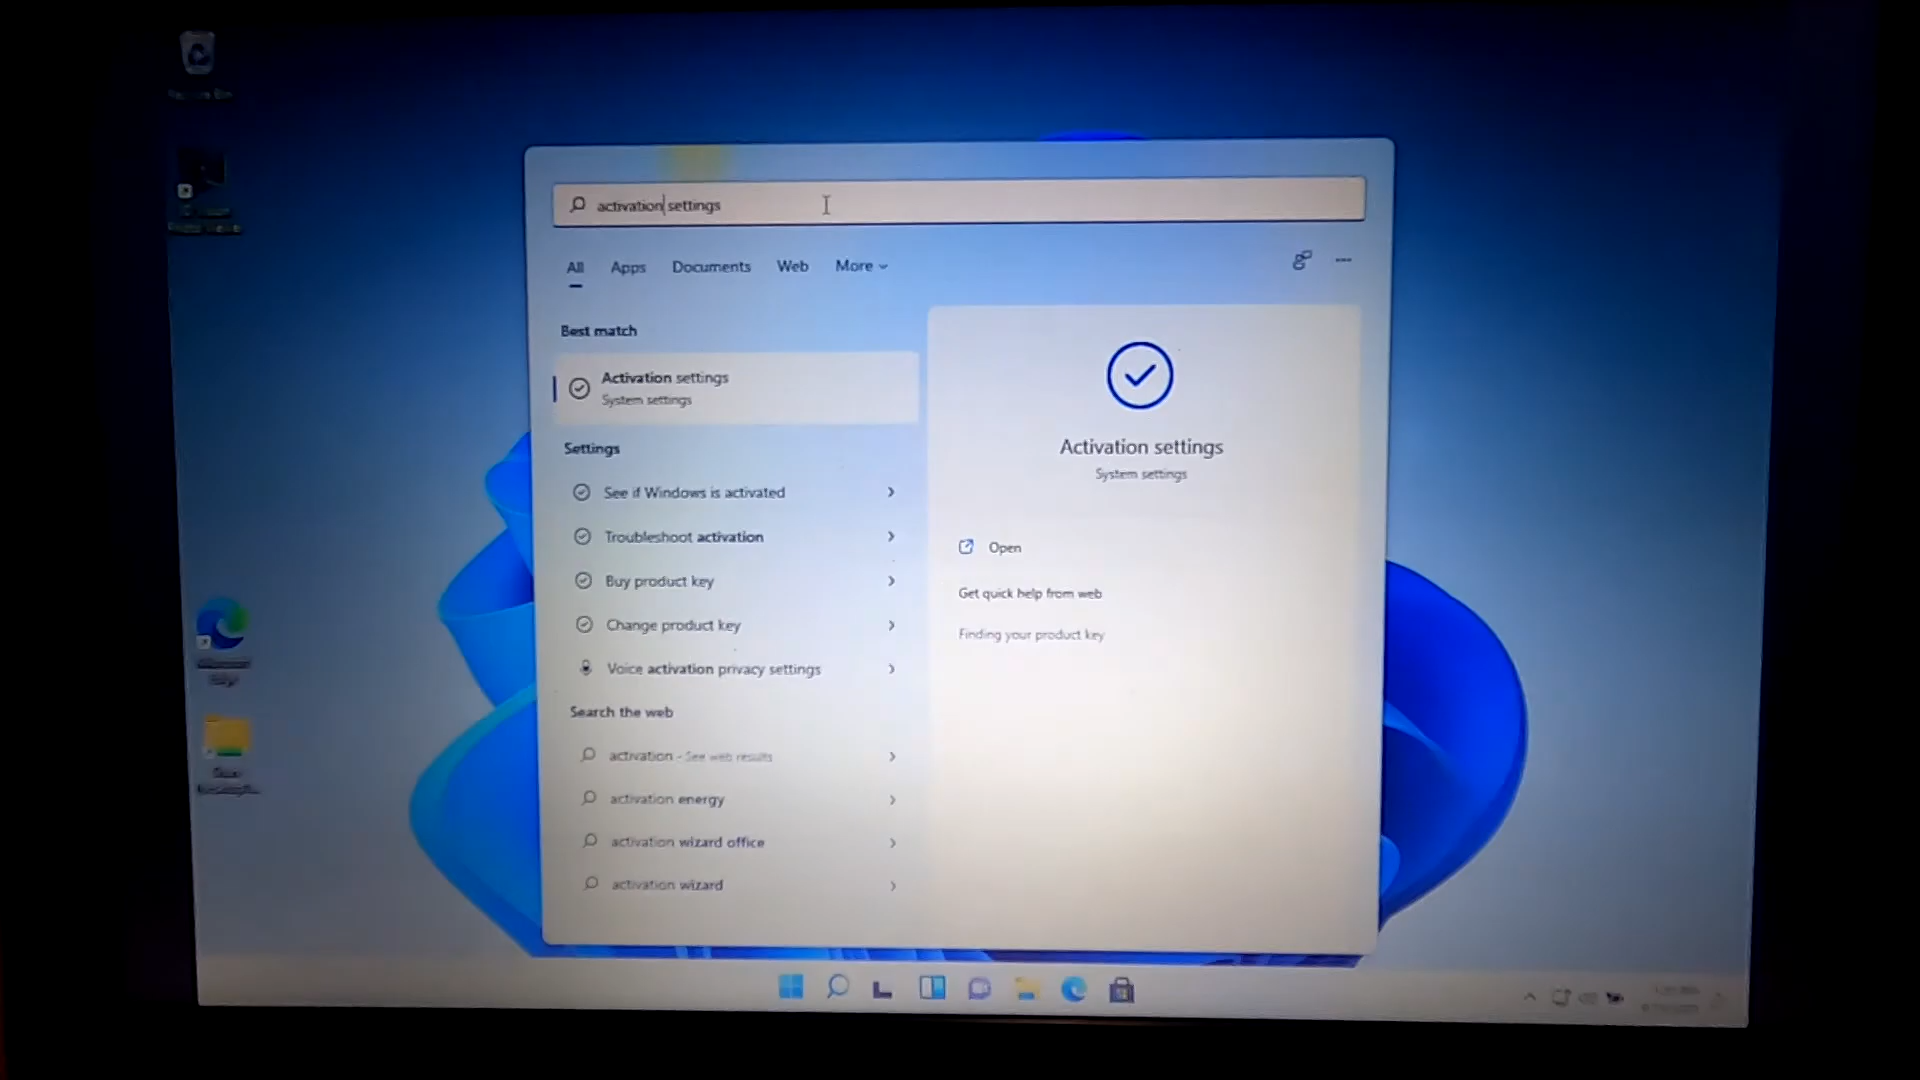 activation settings
All Apps Documents Web More
Best match
Activation settings
System settings
Settings
See if Windows is activated
Troubleshoot activation
Buy product key
Change product key
Voice activation privacy settings
Search the web
activation - See web results
activation energy
activation wizard office
activation wizard
Activation settings
System settings
Open
Get quick help from web
Finding your product key